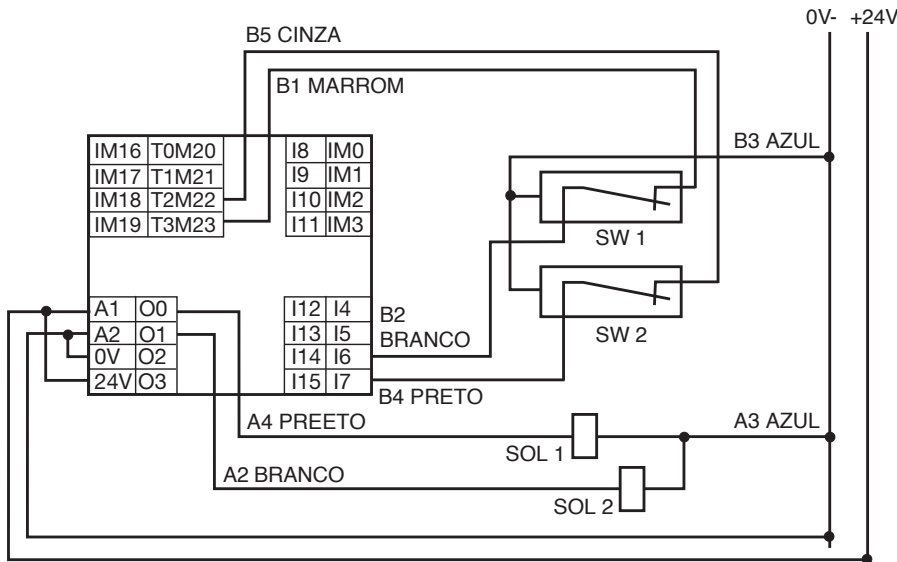 0V- +24V
B5 CINZA
B1 MARROM
B3 AZUL
IM16 T0M20
IM17 T1M21
IM18 T2M22
IM19 T3M23
I8 IM0
I9 IM1
I10 IM2
I11 IM3
SW 1
SW 2
A1 O0
A2 O1
0V O2
24V O3
I12 I4
I13 I5
I14 I6
I15 I7
B2
BRANCO
B4 PRETO
A4 PREETO
A3 AZUL
SOL 1
A2 BRANCO
SOL 2